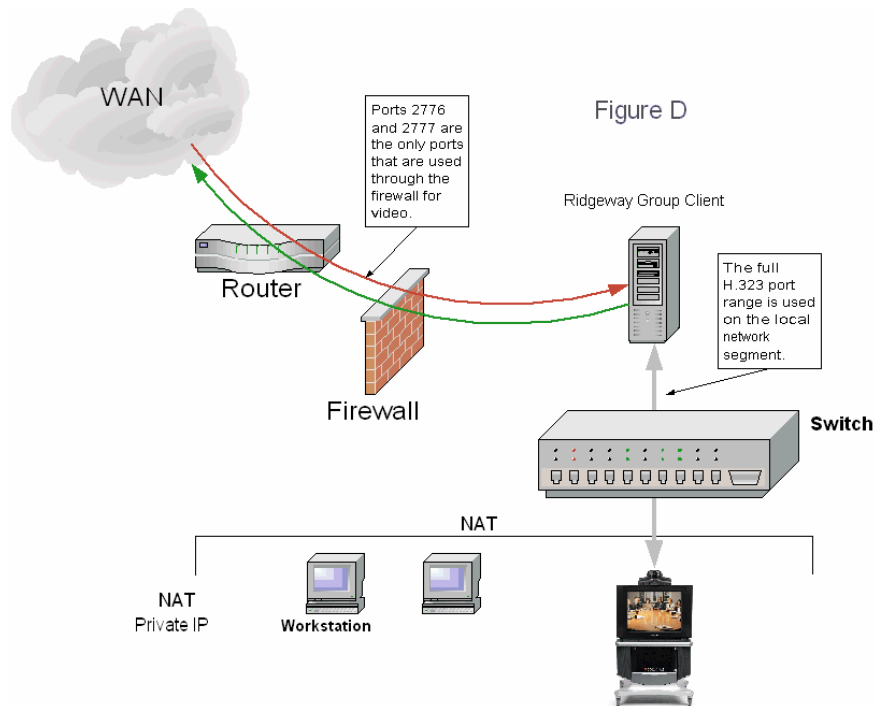 WAN
Ports 2776
and 2777 are
the only ports
that are used
through the
firewall for
video.
Figure D
Ridgeway Group Client
Router
The full
H.323 port
range is used
on the local
network
segment.
Firewall
Switch
NAT
NAT
Private IP
Workstation